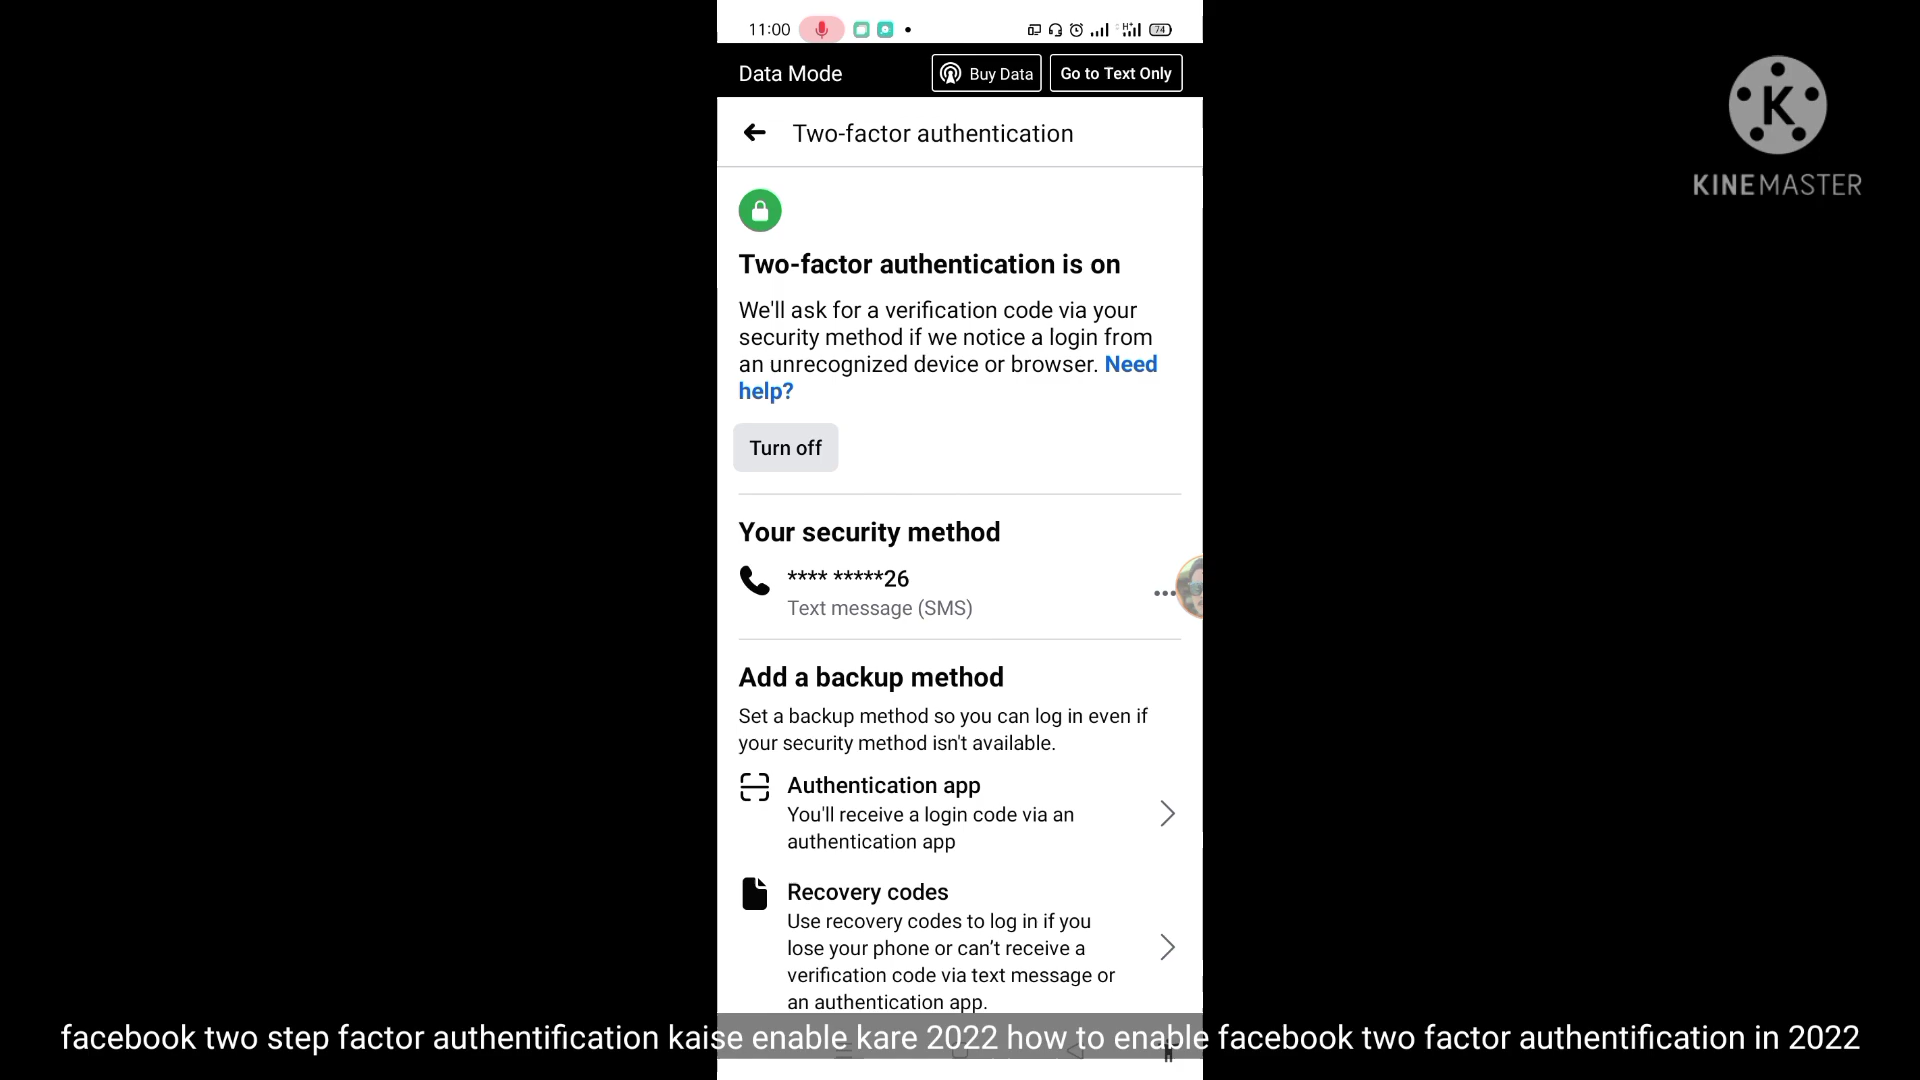 11:00
74
Data Mode
Buy Data
Go to Text Only
Two-factor authentication
Two-factor authentication is on
We'll ask for a verification code via your
security method if we notice a login from
an unrecognized device or browser. Need
help?
Turn off
Your security method
**** *****26
Text message (SMS)
Add a backup method
Set a backup method so you can log in even if
your security method isn't available.
Authentication app
You'll receive a login code via an
authentication app
Recovery codes
Use recovery codes to log in if you
lose your phone or can’t receive a
verification code via text message or
an authentication app.
K
KINEMASTER
facebook two step factor authentification kaise enable kare 2022 how to enable facebook two factor authentification in 2022